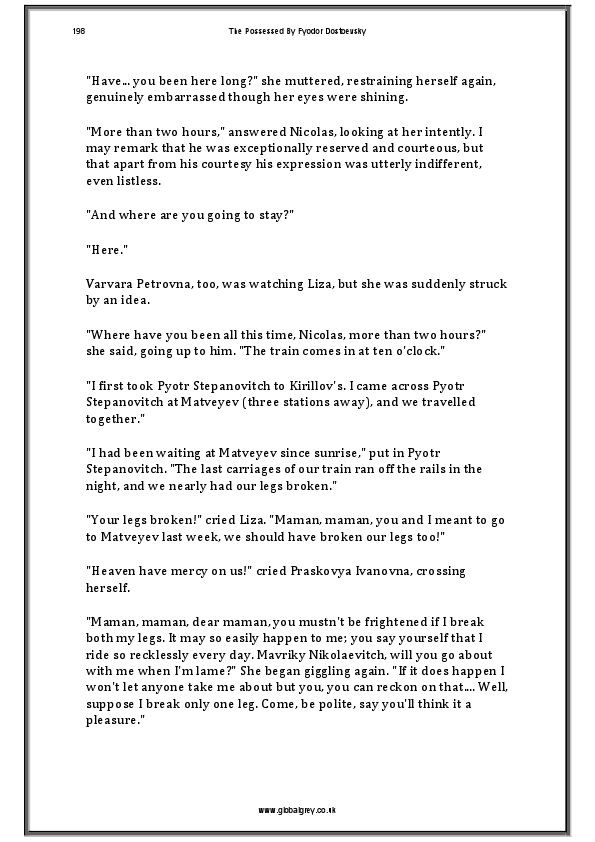 198 The Possessed By Fyodor Dostoevsky
"Have... you been here long?" she muttered, restraining herself again,
genuinely embarrassed though her eyes were shining.
"More than two hours," answered Nicolas, looking at her intently. I
may remark that he was exceptionally reserved and courteous, but
that apart from his courtesy his expression was utterly indifferent,
even listless.
"And where are you going to stay?"
"Here."
Varvara Petrovna, too, was watching Liza, but she was suddenly struck
by an idea.
"Where have you been all this time, Nicolas, more than two hours?"
she said, going up to him. "The train comes in at ten o'clock."
"I first took Pyotr Stepanovitch to Kirillov's. I came across Pyotr
Stepanovitch at Matveyev (three stations away), and we travelled
together."
"I had been waiting at Matveyev since sunrise," put in Pyotr
Stepanovitch. "The last carriages of our train ran off the rails in the
night, and we nearly had our legs broken."
"Your legs broken!" cried Liza. "Maman, maman, you and I meant to go
to Matveyev last week, we should have broken our legs too!"
"Heaven have mercy on us!" cried Praskovya Ivanovna, crossing
herself.
"Maman, maman, dear maman, you mustn't be frightened if I break
both my legs. It may so easily happen to me; you say yourself that I
ride so recklessly every day. Mavriky Nikolaevitch, will you go about
with me when I'm lame?" She began giggling again. "If it does happen I
won't let anyone take me about but you, you can reckon on that.... Well,
suppose I break only one leg. Come, be polite, say you'll think it a
pleasure."
www.globalgrey.co.uk